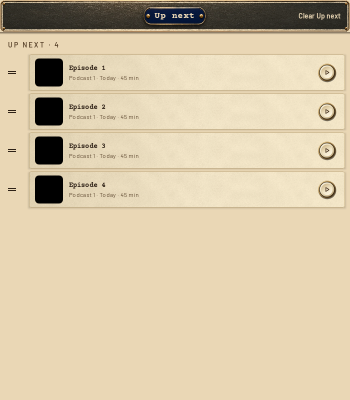 Up next
Clear Up next
UP NEXT · 4
Episode 1
Podcast 1 · Today · 45 min
Episode 2
Podcast 1 · Today · 45 min
Episode 3
Podcast 1 · Today · 45 min
Episode 4
Podcast 1 · Today · 45 min